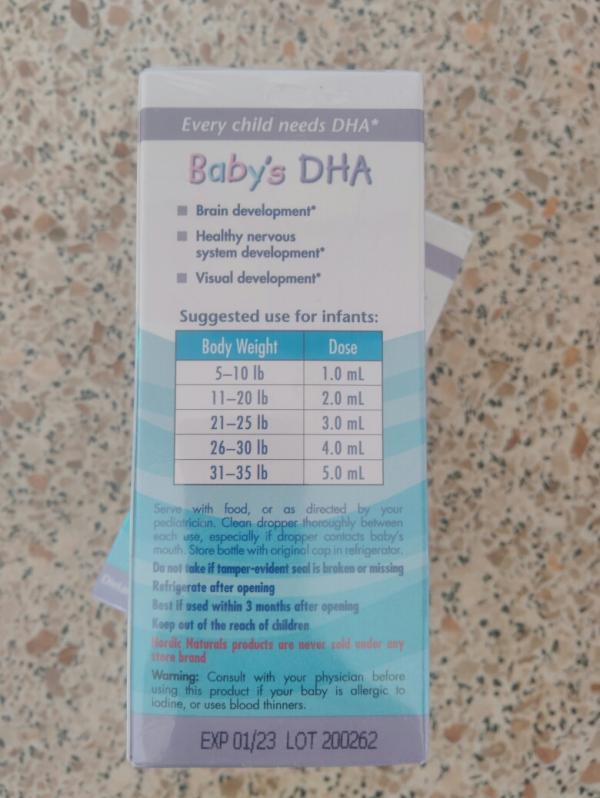 Every child needs DHA*
Baby's DHA
■ Brain development*
■ Healthy nervous
system development*
■ Visual development*
Suggested use for infants:
Body Weight Dose
5–10 lb 1.0 mL
11–20 lb 2.0 mL
21–25 lb 3.0 mL
26–30 lb 4.0 mL
31–35 lb 5.0 mL
Serve with food, or as directed by your
pediatrician. Clean dropper thoroughly between
each use, especially if dropper contacts baby's
mouth. Store bottle with original cap in refrigerator.
Do not take if tamper-evident seal is broken or missing
Refrigerate after opening
Best if used within 3 months after opening
Keep out of the reach of children
Nordic Naturals products are never sold under any
store brand
Warning: Consult with your physician before
using this product if your baby is allergic to
iodine, or uses blood thinners.
EXP 01/23 LOT 200262